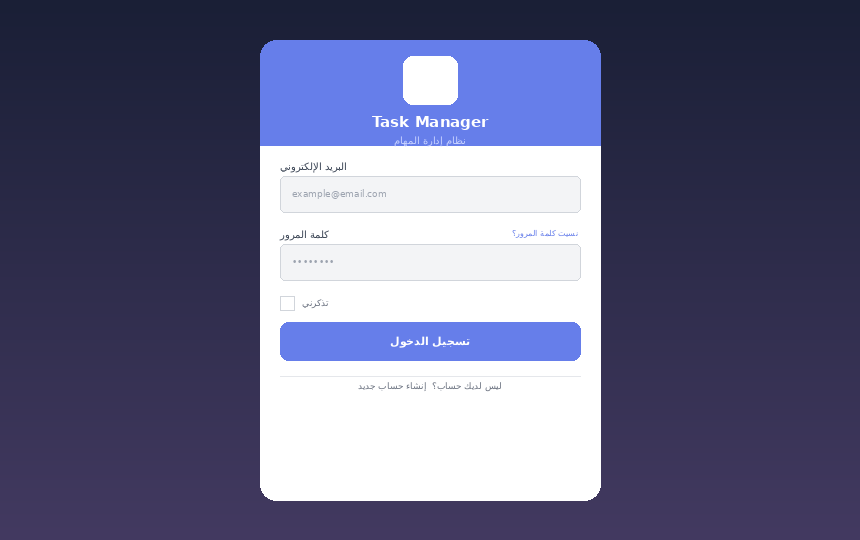 Task Manager
نظام إدارة المهام
البريد الإلكتروني
example@email.com
كلمة المرور
نسيت كلمة المرور؟
••••••••
تذكرني
تسجيل الدخول
ليس لديك حساب؟ إنشاء حساب جديد